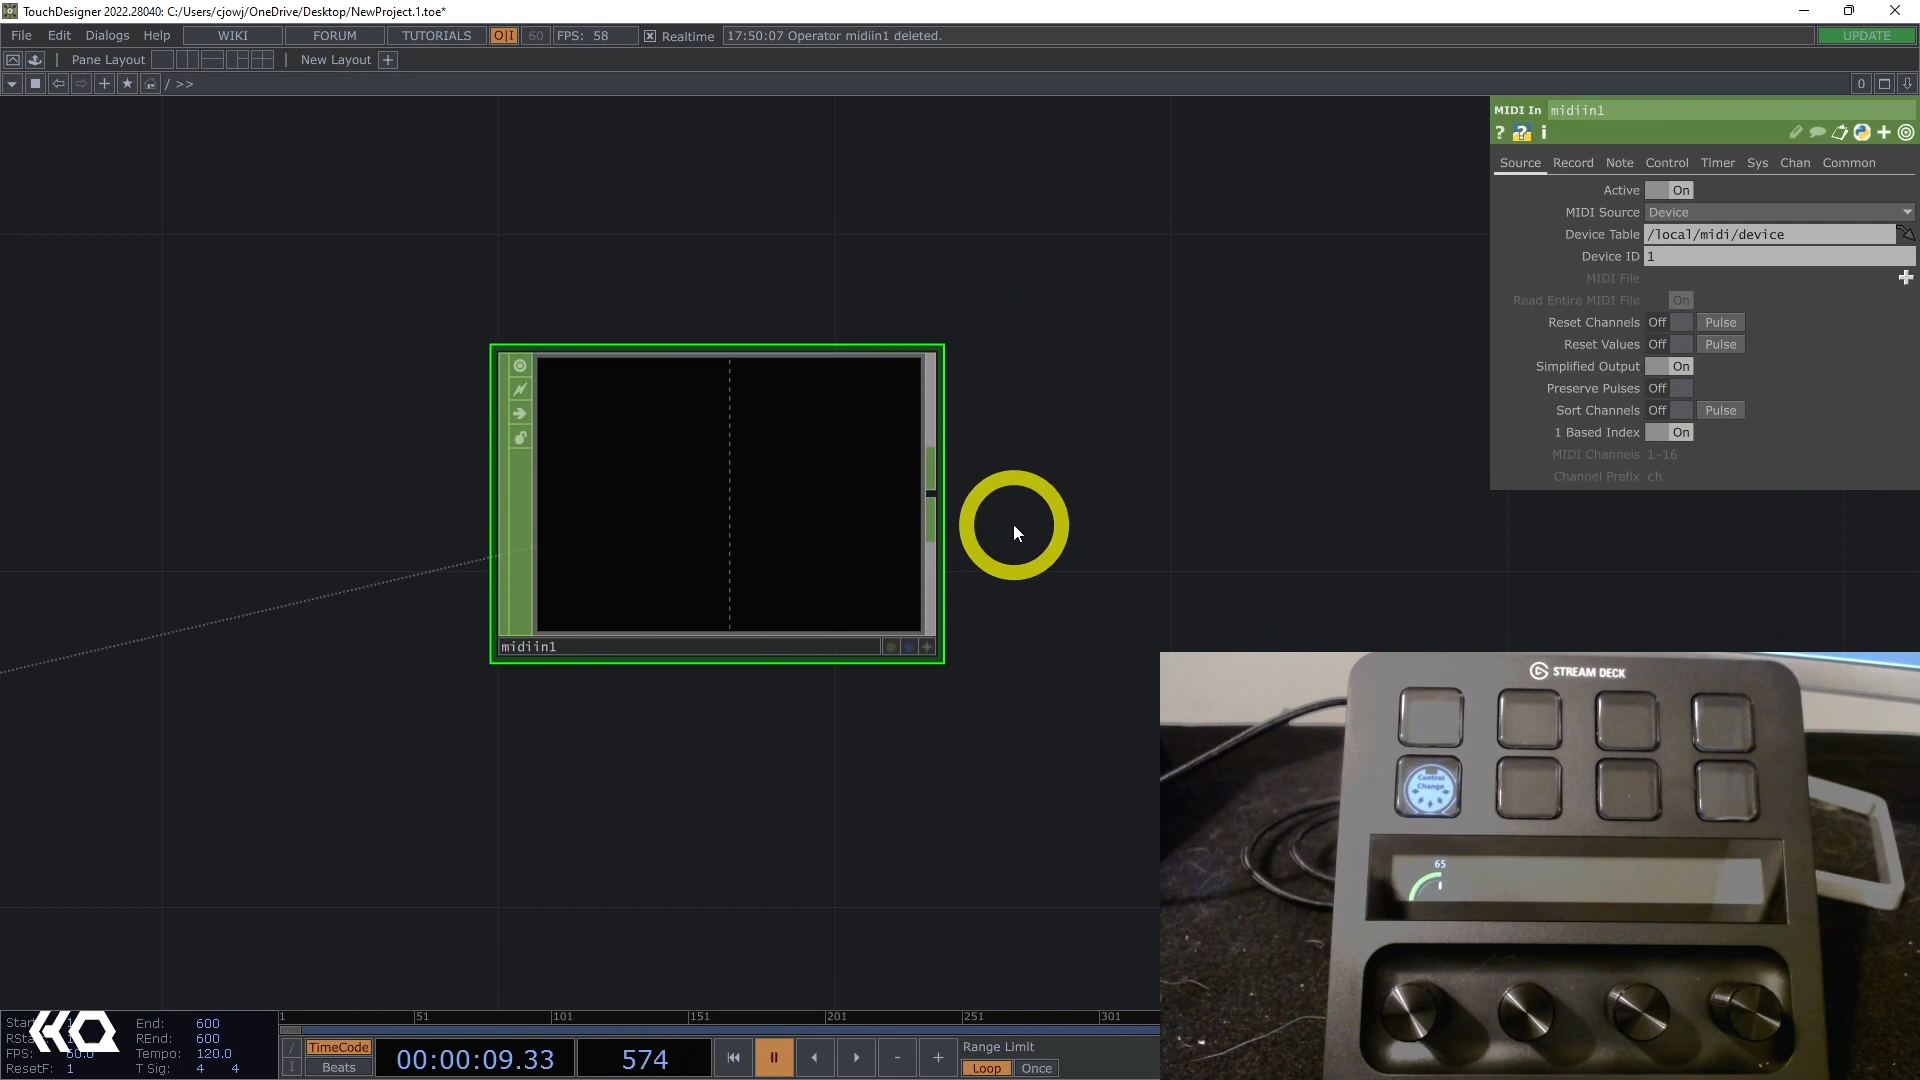 TouchDesigner 2022.28040: C:/Users/cjowj/OneDrive/Desktop/NewProject.1.toe*
File Edit Dialogs Help WIKI FORUM TUTORIALS O|I 60 FPS: 58 Realtime 17:50:07 Operator midiin1 deleted. UPDATE
Pane Layout New Layout +
/ >> 0
MIDI In midiin1
? ? i
Source Record Note Control Timer Sys Chan Common
Active On
MIDI Source Device
Device Table /local/midi/device
Device ID 1
MIDI File
Read Entire MIDI File On
Reset Channels Off Pulse
Reset Values Off Pulse
Simplified Output On
Preserve Pulses Off
Sort Channels Off Pulse
1 Based Index On
MIDI Channels 1-16
Channel Prefix ch
midiin1
STREAM DECK
Control
Change
65
HQ
End: 600
REnd: 600
FPS: 60.0 Tempo: 120.0
ResetF: 1 T Sig: 4 4
1 51 101 151 201 251 301
TimeCode
Beats
00:00:09.33 574
- +
Range Limit
Loop Once